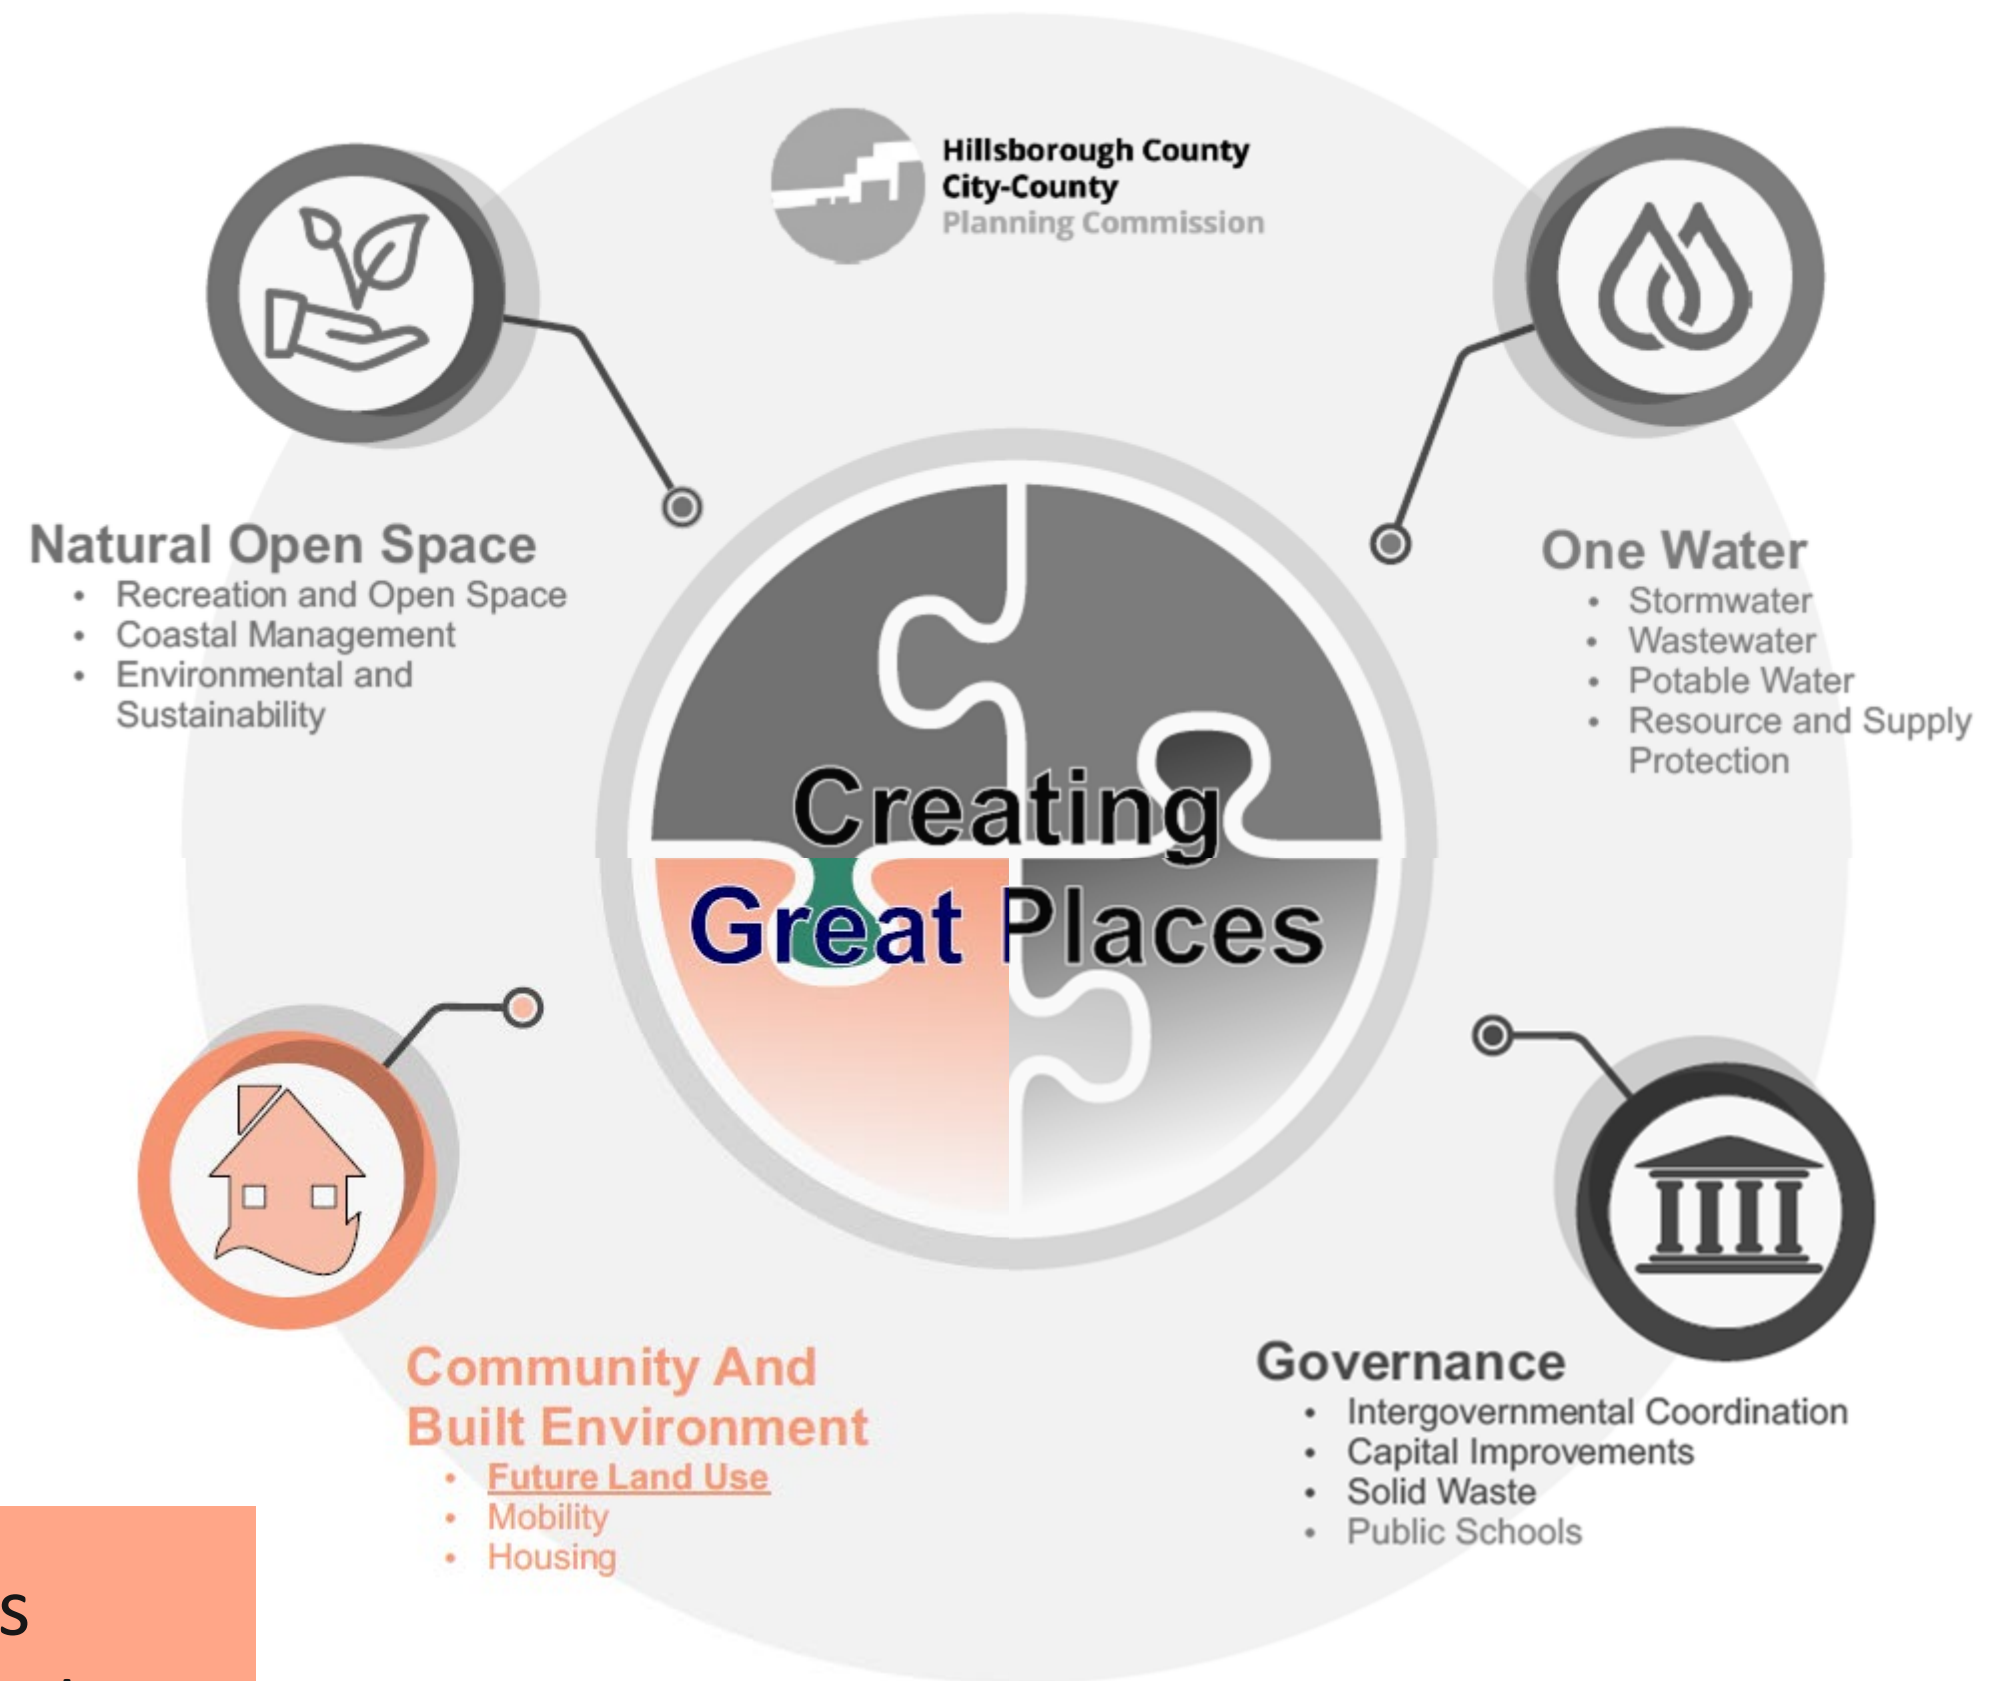 Hillsborough County
City-County
Planning Commission
Natural Open Space
• Recreation and Open Space
• Coastal Management
• Environmental and
Sustainability
One Water
• Stormwater
• Wastewater
• Potable Water
• Resource and Supply
Protection
Creating
Great Places
Community And
Built Environment
• Future Land Use
• Mobility
• Housing
Governance
• Intergovernmental Coordination
• Capital Improvements
• Solid Waste
• Public Schools
s